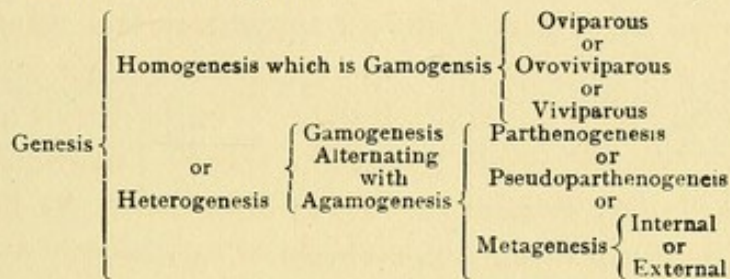 Oviparous
or
Homogenesis which is Gamogensis Ovoviviparous
or
Viviparous
Genesis
Gamogenesis Parthenogenesis
or Alternating or
with Pseudoparthenogeneis
Heterogenesis Agamogenesis or
Internal
Metagenesis or
External